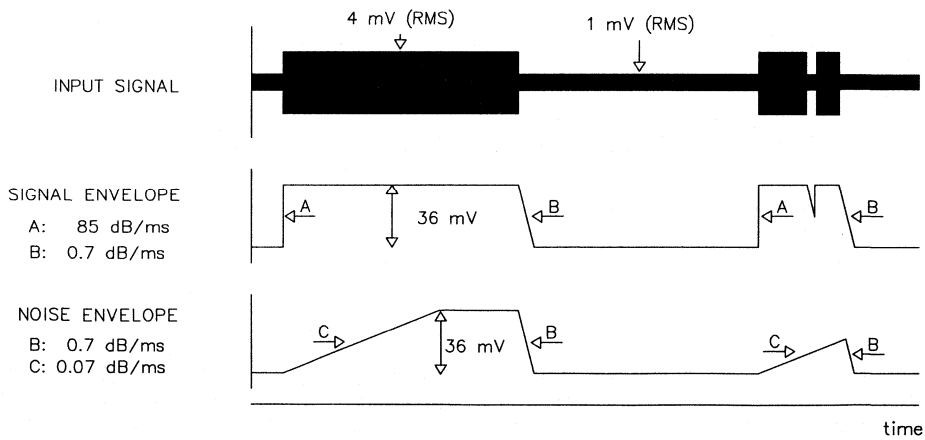 4 mV (RMS)
1 mV (RMS)
INPUT SIGNAL
SIGNAL ENVELOPE
A: 85 dB/ms
B: 0.7 dB/ms
A
36 mV
B
A
B
NOISE ENVELOPE
B: 0.7 dB/ms
C: 0.07 dB/ms
C
36 mV
B
C
B
time